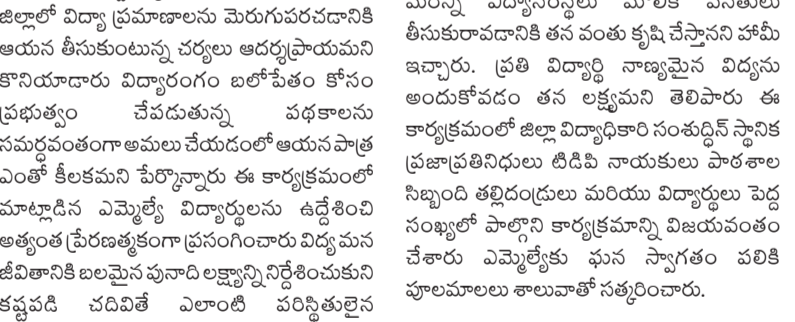 జిల్లాలో విద్యా ప్రమాణాలను మెరుగుపరచడానికి
ఆయన తీసుకుంటున్న చర్యలు ఆదర్శప్రాయమని
కొనియాడారు విద్యారంగం బలోపేతం కోసం
ప్రభుత్వం చేపడుతున్న పథకాలను
సమర్ధవంతంగా అమలు చేయడంలో ఆయన పాత్ర
ఎంతో కీలకమని పేర్కొన్నారు ఈ కార్యక్రమంలో
మాట్లాడిన ఎమ్మెల్యే విద్యార్థులను ఉద్దేశించి
అత్యంత ప్రేరణత్మకంగా ప్రసంగించారు విద్య మన
జీవితానికి బలమైన పునాది లక్ష్యాన్ని నిర్దేశించుకుని
కష్టపడి చదివితే ఎలాంటి పరిస్థితులైన
తీసుకురావడానికి తన వంతు కృషి చేస్తానని హామీ
ఇచ్చారు. ప్రతి విద్యార్థి నాణ్యమైన విద్యను
అందుకోవడం తన లక్ష్యమని తెలిపారు ఈ
కార్యక్రమంలో జిల్లా విద్యాధికారి సంశుద్ధిన్ స్థానిక
ప్రజాప్రతినిధులు టిడిపి నాయకులు పాఠశాల
సిబ్బంది తల్లిదండ్రులు మరియు విద్యార్థులు పెద్ద
సంఖ్యలో పాల్గొని కార్యక్రమాన్ని విజయవంతం
చేశారు ఎమ్మెల్యేకు ఘన స్వాగతం పలికి
పూలమాలలు శాలువాతో సత్కరించారు.